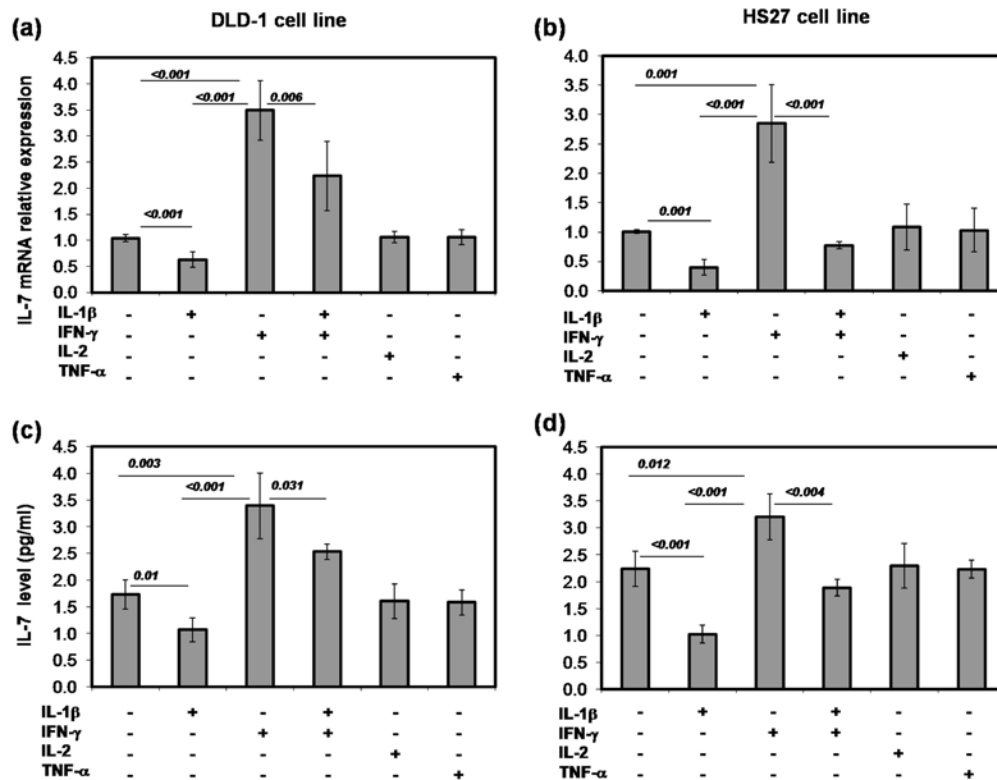 DLD-1 cell line
HS27 cell line
(a)
IL-7 mRNA relative expression
4.5
4.0
3.5
3.0
2.5
2.0
1.5
1.0
0.5
0.0
<0.001
<0.001 0.006
<0.001
IL-1β - + - + - -
IFN-γ - - + + - -
IL-2 - - - - + -
TNF-α - - - - - +
(b)
4.0
3.5
3.0
2.5
2.0
1.5
1.0
0.5
0.0
0.001
<0.001 <0.001
0.001
IL-1β - + - + - -
IFN-γ - - + + - -
IL-2 - - - - + -
TNF-α - - - - - +
(c)
IL-7 level (pg/ml)
4.5
4.0
3.5
3.0
2.5
2.0
1.5
1.0
0.5
0.0
0.003
<0.001 0.031
0.01
IL-1β - + - + - -
IFN-γ - - + + - -
IL-2 - - - - + -
TNF-α - - - - - +
(d)
4.5
4.0
3.5
3.0
2.5
2.0
1.5
1.0
0.5
0.0
0.012
<0.001 <0.004
<0.001
IL-1β - + - + - -
IFN-γ - - + + - -
IL-2 - - - - + -
TNF-α - - - - - +